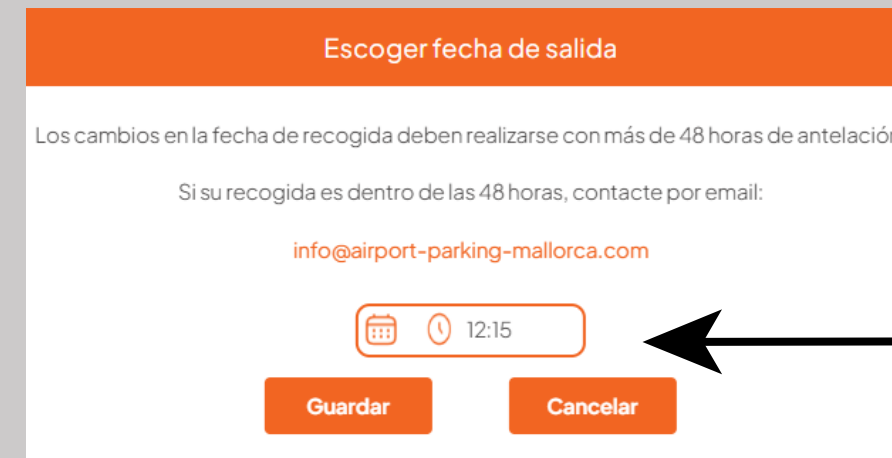 Escoger fecha de salida
Los cambios en la fecha de recogida deben realizarse con más de 48 horas de antelación
Si su recogida es dentro de las 48 horas, contacte por email:
info@airport-parking-mallorca.com
12:15
Guardar Cancelar